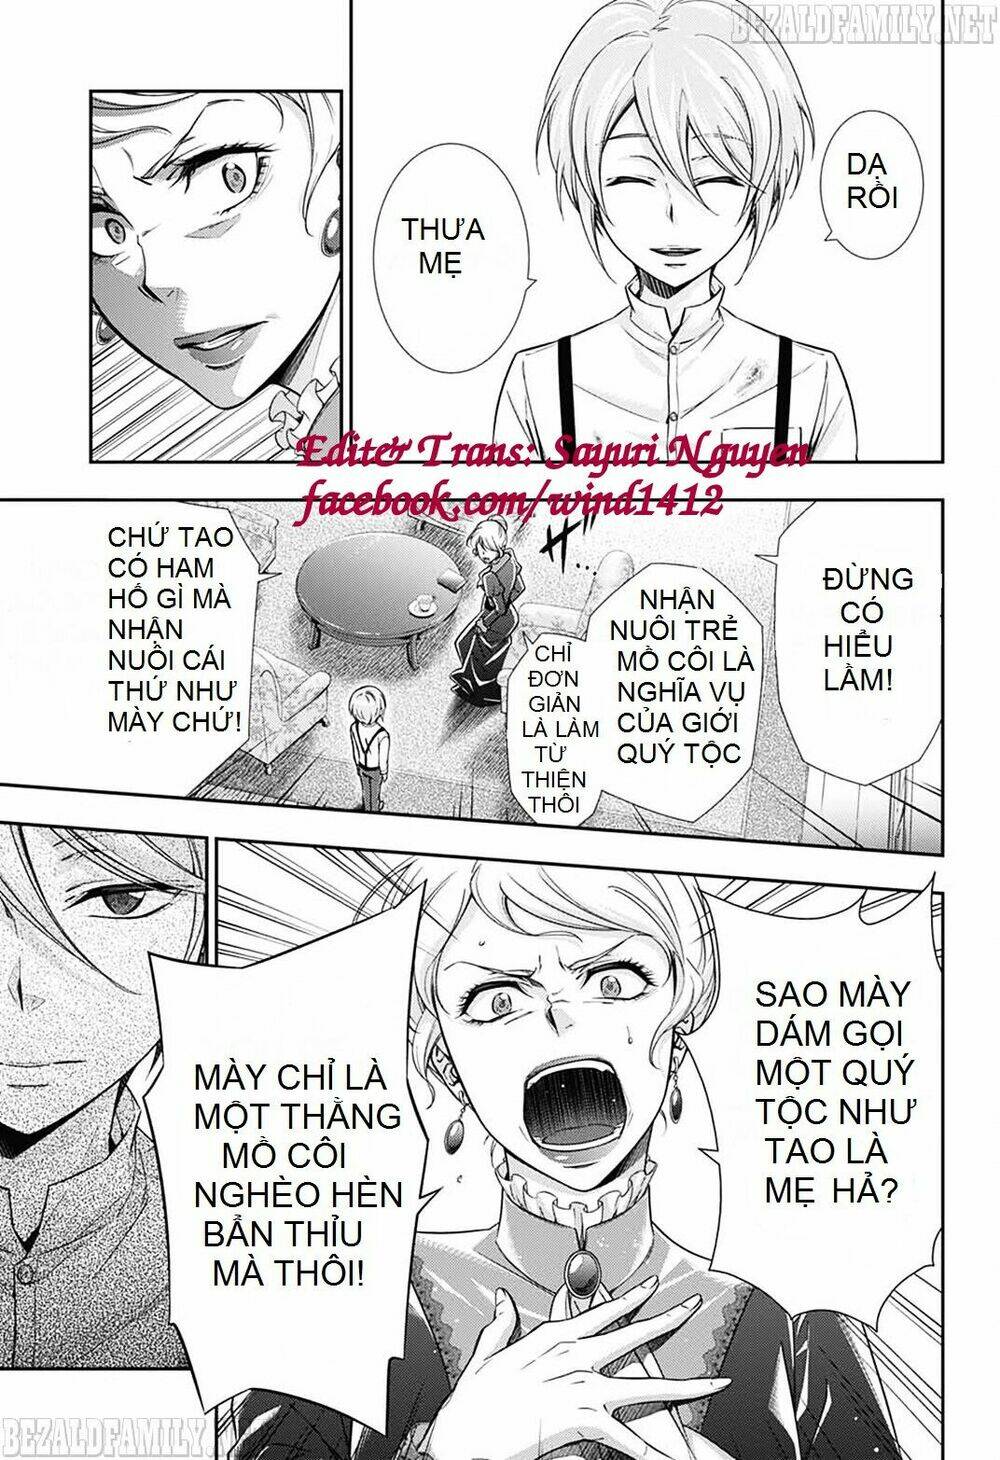 BEZALDFAMILY.NET
DẠ
RỒI
THƯA
MẸ
Edit& Trans: Sayuri Nguyen
facebook.com/wind1412
ĐỪNG
CÓ
HIỂU
LẦM!
NHẬN
NUÔI TRẺ
MỒ CÔI LÀ
NGHĨA VỤ
CỦA GIỚI
QUÝ TỘC
CHỈ
ĐƠN
GIẢN
LÀ LÀM
TỪ
THIỆN
THÔI
CHỨ TAO
CÓ HAM
HỐ GÌ MÀ
NHẬN
NUÔI CÁI
THỨ NHƯ
MÀY CHỨ!
SAO MÀY
DÁM GỌI
MỘT QUÝ
TỘC NHƯ
TAO LÀ
MẸ HẢ?
MÀY CHỈ LÀ
MỘT THẰNG
MỒ CÔI
NGHÈO HÈN
BẨN THỈU
MÀ THÔI!
BEZALDFAMILY.NET